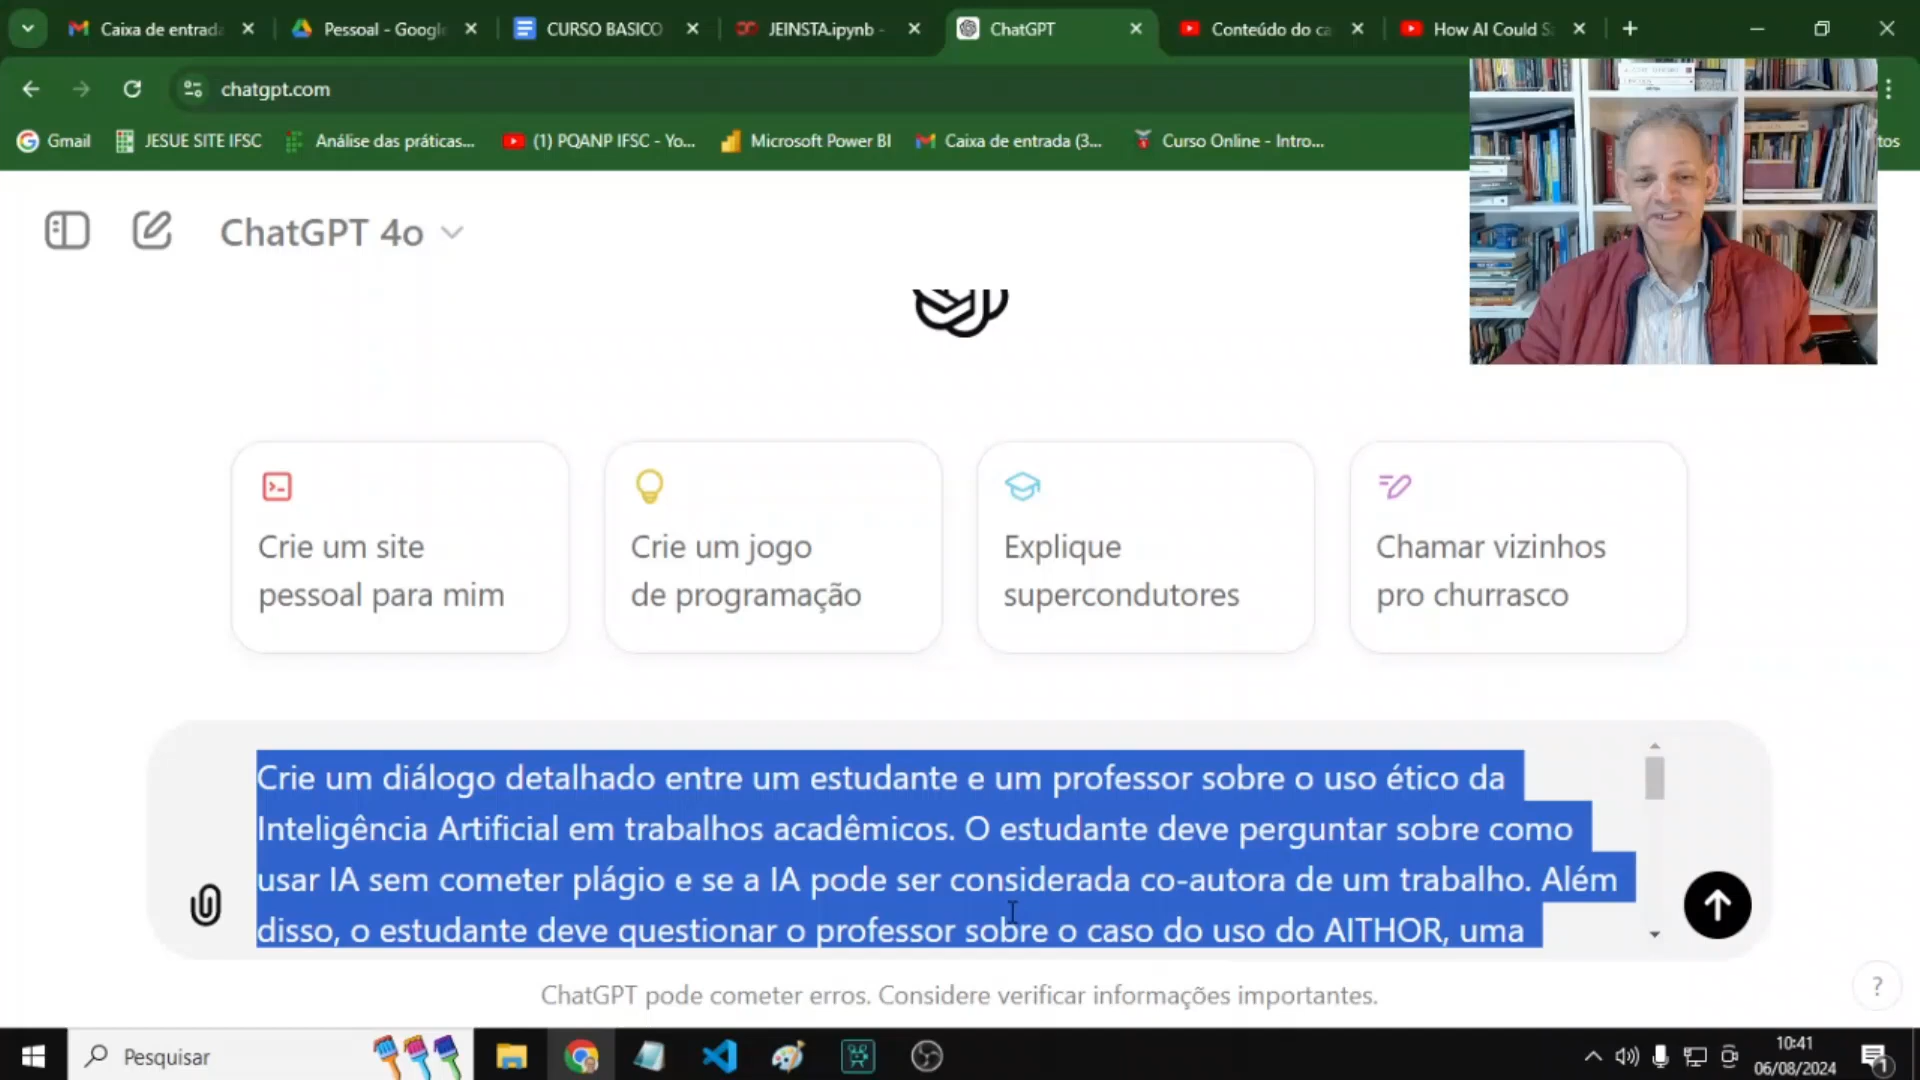 Caixa de entrada
Pessoal - Google
CURSO BASICO
JEINSTA.ipynb -
ChatGPT
Conteúdo do ca
How AI Could S
chatgpt.com
Gmail
JESUE SITE IFSC
Análise das práticas...
(1) PQANP IFSC - Yo...
Microsoft Power BI
Caixa de entrada (3...
Curso Online - Intro...
tos
ChatGPT 4o
Crie um site
pessoal para mim
Crie um jogo
de programação
Explique
supercondutores
Chamar vizinhos
pro churrasco
Crie um diálogo detalhado entre um estudante e um professor sobre o uso ético da
Inteligência Artificial em trabalhos acadêmicos. O estudante deve perguntar sobre como
usar IA sem cometer plágio e se a IA pode ser considerada co-autora de um trabalho. Além
disso, o estudante deve questionar o professor sobre o caso do uso do AITHOR, uma
ChatGPT pode cometer erros. Considere verificar informações importantes.
?
Pesquisar
10:41
06/08/2024
1